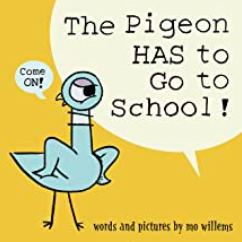 The Pigeon
HAS to
Go to
School!
Come
ON!
words and pictures by mo willems